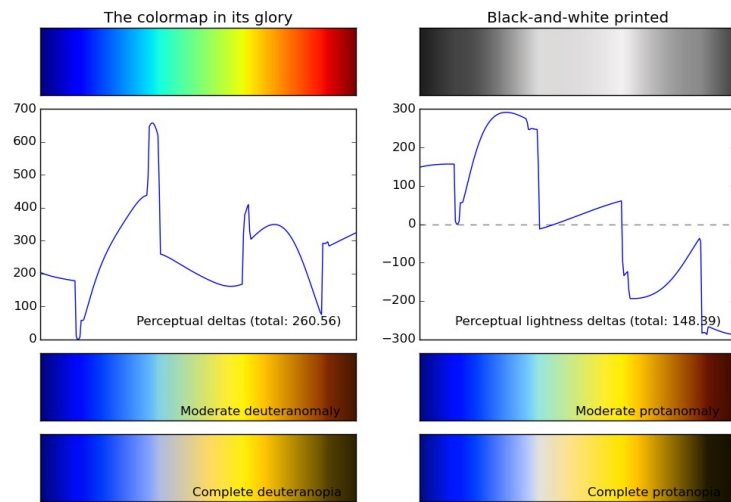 The colormap in its glory
Black-and-white printed
700
600
500
400
300
200
100
0
Perceptual deltas (total: 260.56)
300
200
100
0
−100
−200
−300
Perceptual lightness deltas (total: 148.39)
Moderate deuteranomaly
Moderate protanomaly
Complete deuteranopia
Complete protanopia